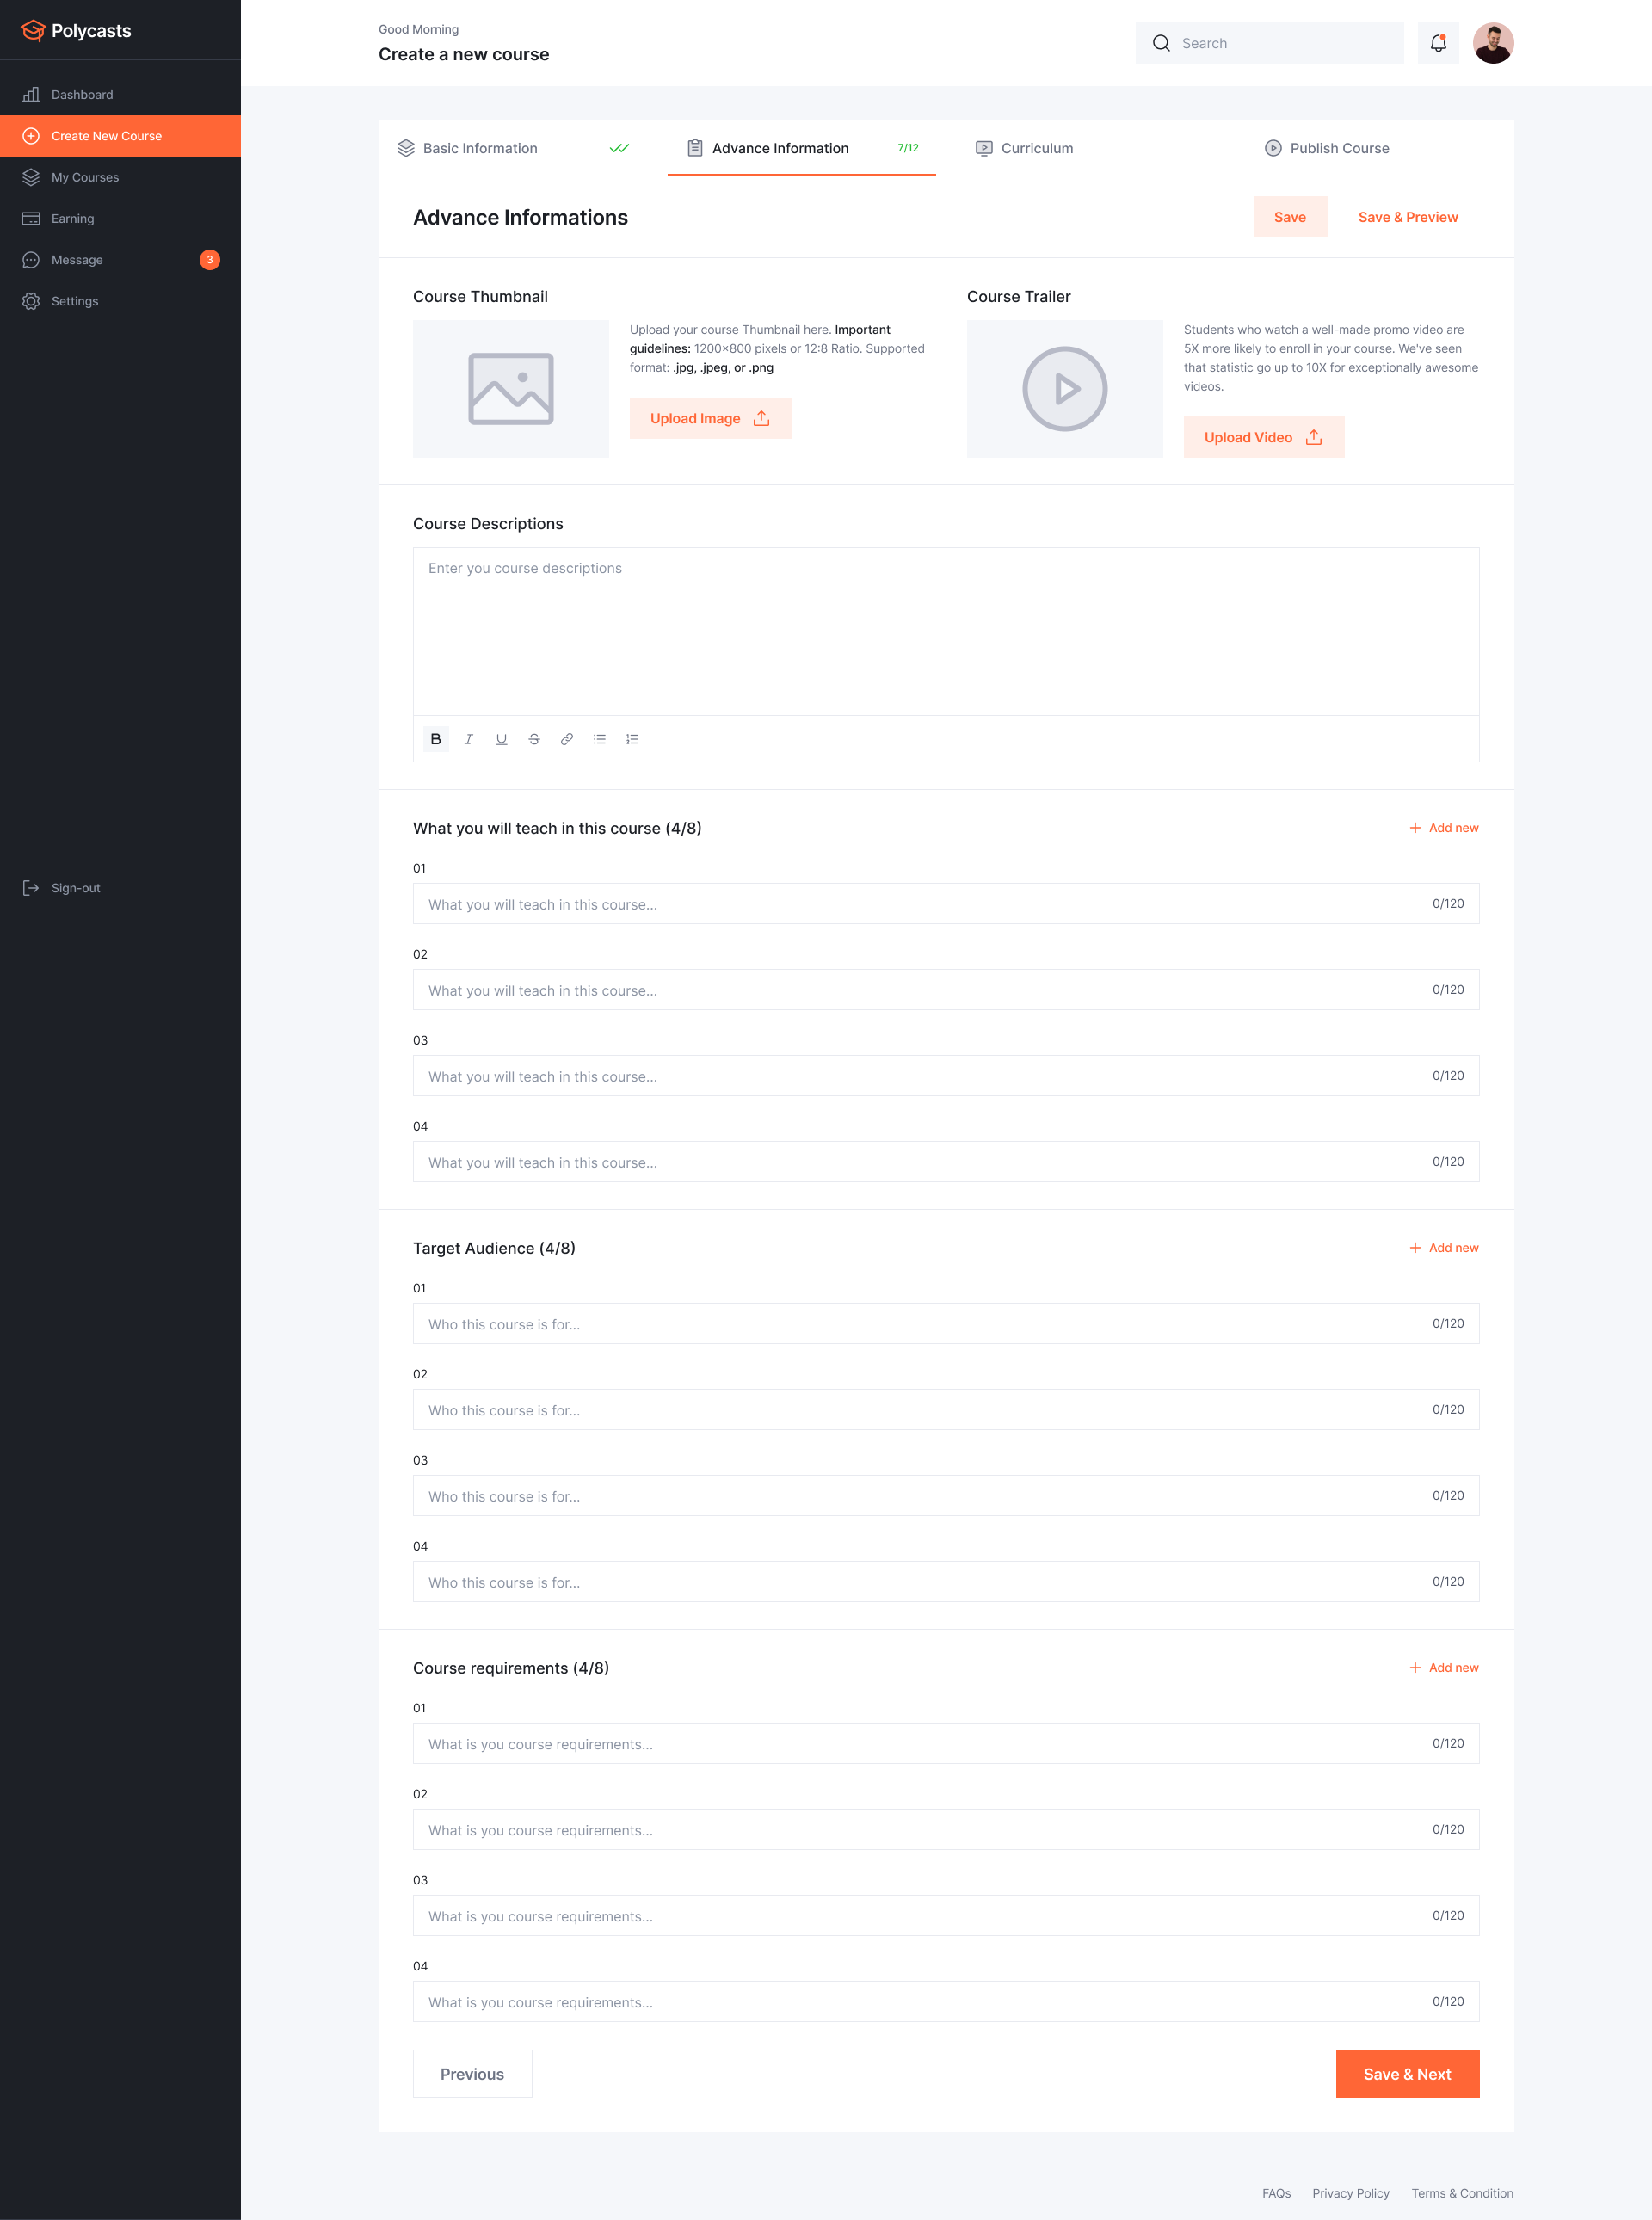 Polycasts
Dashboard
Create New Course
My Courses
Earning
Message
3
Settings
Sign-out
Good Morning
Create a new course
Search
Basic Information
Advance Information
7/12
Curriculum
Publish Course
Advance Informations
Save
Save & Preview
Course Thumbnail
Upload your course Thumbnail here. Important
guidelines: 1200×800 pixels or 12:8 Ratio. Supported
format: .jpg, .jpeg, or .png
Upload Image
Course Trailer
Students who watch a well-made promo video are
5X more likely to enroll in your course. We've seen
that statistic go up to 10X for exceptionally awesome
videos.
Upload Video
Course Descriptions
Enter you course descriptions
What you will teach in this course (4/8)
Add new
01
What you will teach in this course...
0/120
02
What you will teach in this course...
0/120
03
What you will teach in this course...
0/120
04
What you will teach in this course...
0/120
Target Audience (4/8)
Add new
01
Who this course is for...
0/120
02
Who this course is for...
0/120
03
Who this course is for...
0/120
04
Who this course is for...
0/120
Course requirements (4/8)
Add new
01
What is you course requirements...
0/120
02
What is you course requirements...
0/120
03
What is you course requirements...
0/120
04
What is you course requirements...
0/120
Previous
Save & Next
FAQs
Privacy Policy
Terms & Condition